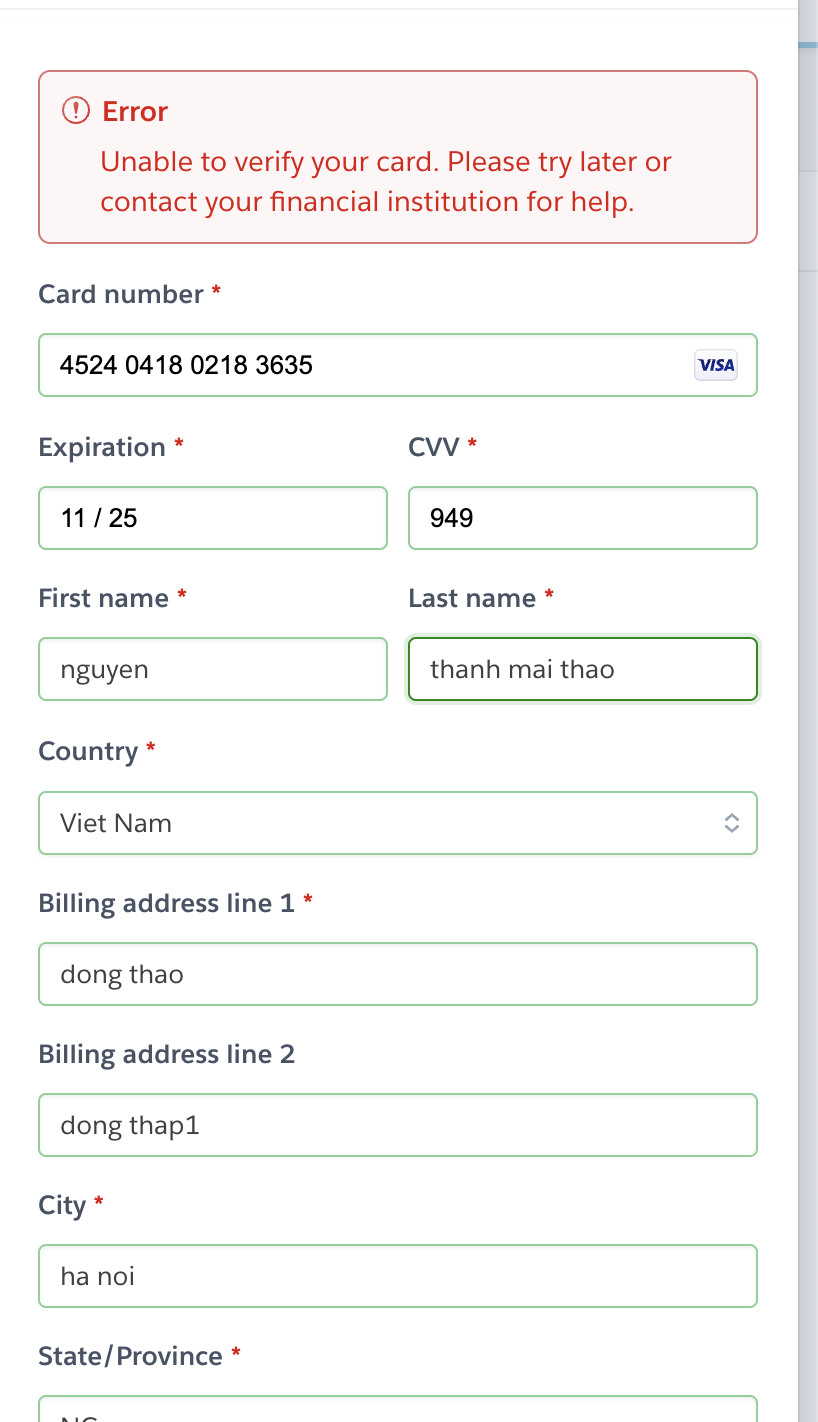 Error
Unable to verify your card. Please try later or
contact your financial institution for help.
Card number *
4524 0418 0218 3635 VISA
Expiration * CVV *
11 / 25 949
First name * Last name *
nguyen thanh mai thao
Country *
Viet Nam
Billing address line 1 *
dong thao
Billing address line 2
dong thap1
City *
ha noi
State/Province *